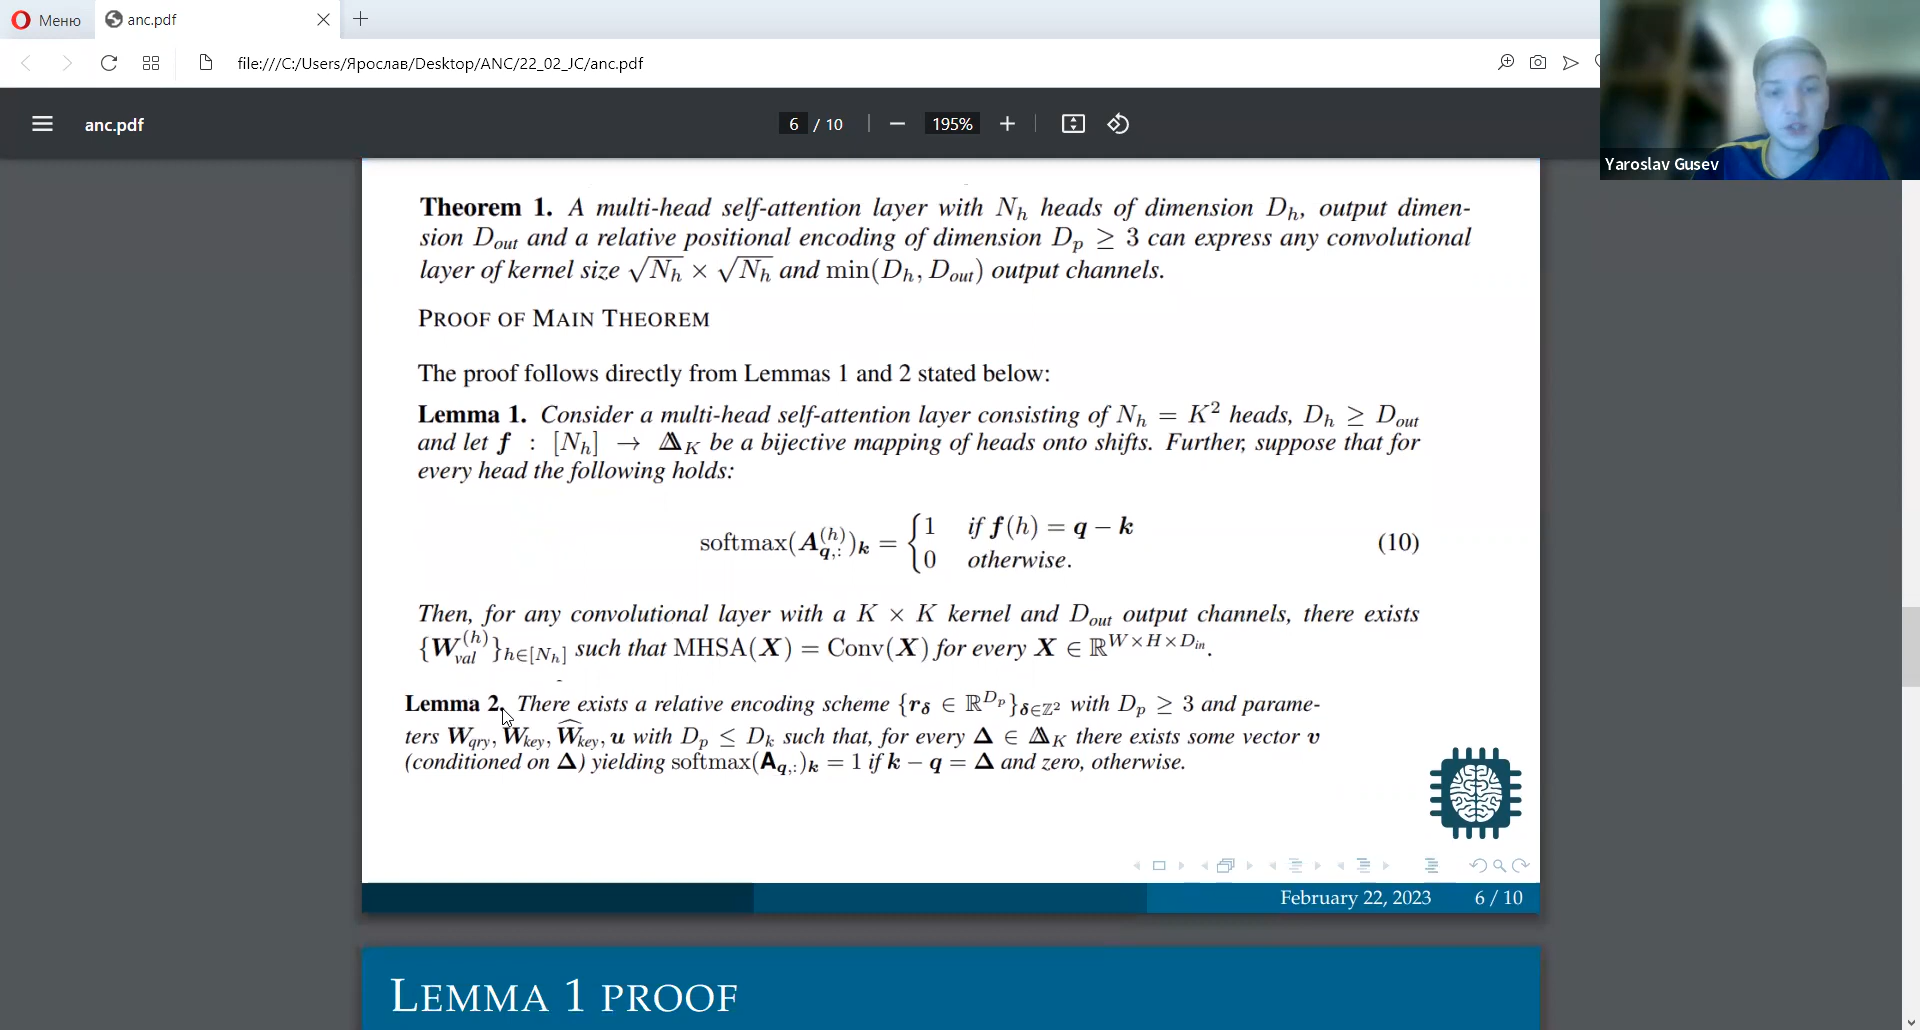 Меню
anc.pdf
file:///C:/Users/Ярослав/Desktop/ANC/22_02_JC/anc.pdf
anc.pdf
6 / 10
195%
Yaroslav Gusev
Theorem 1. A multi-head self-attention layer with N_h heads of dimension D_h, output dimen-
sion D_out and a relative positional encoding of dimension D_p ≥ 3 can express any convolutional
layer of kernel size √N_h × √N_h and min(D_h, D_out) output channels.
PROOF OF MAIN THEOREM
The proof follows directly from Lemmas 1 and 2 stated below:
Lemma 1. Consider a multi-head self-attention layer consisting of N_h = K² heads, D_h ≥ D_out
and let f : [N_h] → 𝚫_K be a bijective mapping of heads onto shifts. Further, suppose that for
every head the following holds:
softmax(A^(h)_q,:)_k = { 1 if f(h) = q − k
0 otherwise. (10)
Then, for any convolutional layer with a K × K kernel and D_out output channels, there exists
{W^(h)_val}_h∈[N_h] such that MHSA(X) = Conv(X) for every X ∈ ℝ^W×H×D_in.
Lemma 2. There exists a relative encoding scheme {r_δ ∈ ℝ^D_p}_δ∈ℤ² with D_p ≥ 3 and parame-
ters W_qry, W_key, Ŵ_key, u with D_p ≤ D_k such that, for every Δ ∈ 𝚫_K there exists some vector v
(conditioned on Δ) yielding softmax(A_q,:)_k = 1 if k − q = Δ and zero, otherwise.
February 22, 2023
6 / 10
LEMMA 1 PROOF